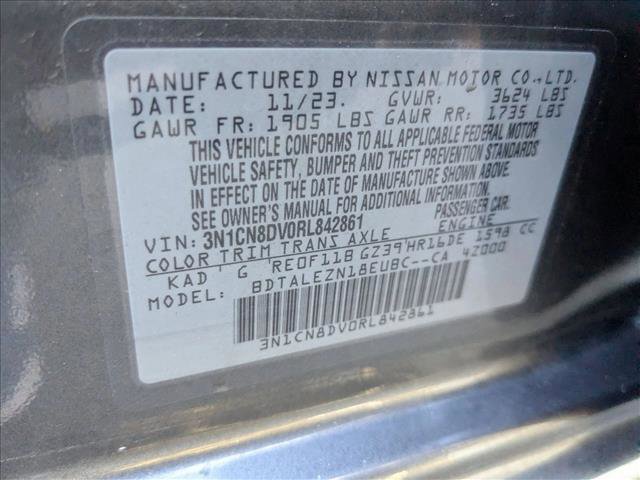 MANUFACTURED BY NISSAN MOTOR CO.,LTD.
DATE: 11/23. GVWR: 3624 LBS
GAWR FR: 1905 LBS GAWR RR: 1735 LBS
THIS VEHICLE CONFORMS TO ALL APPLICABLE FEDERAL MOTOR
VEHICLE SAFETY, BUMPER AND THEFT PREVENTION STANDARDS
IN EFFECT ON THE DATE OF MANUFACTURE SHOWN ABOVE.
SEE OWNER'S MANUAL FOR ADDITIONAL INFORMATION.
VIN: 3N1CN8DV0RL842861 PASSENGER CAR.
COLOR TRIM TRANS AXLE ENGINE
KAD G RE0F11B GZ39 HR16DE 1598 CC
MODEL: BDTALEZN18EUBC--CA 42000
3N1CN8DV0RL842861